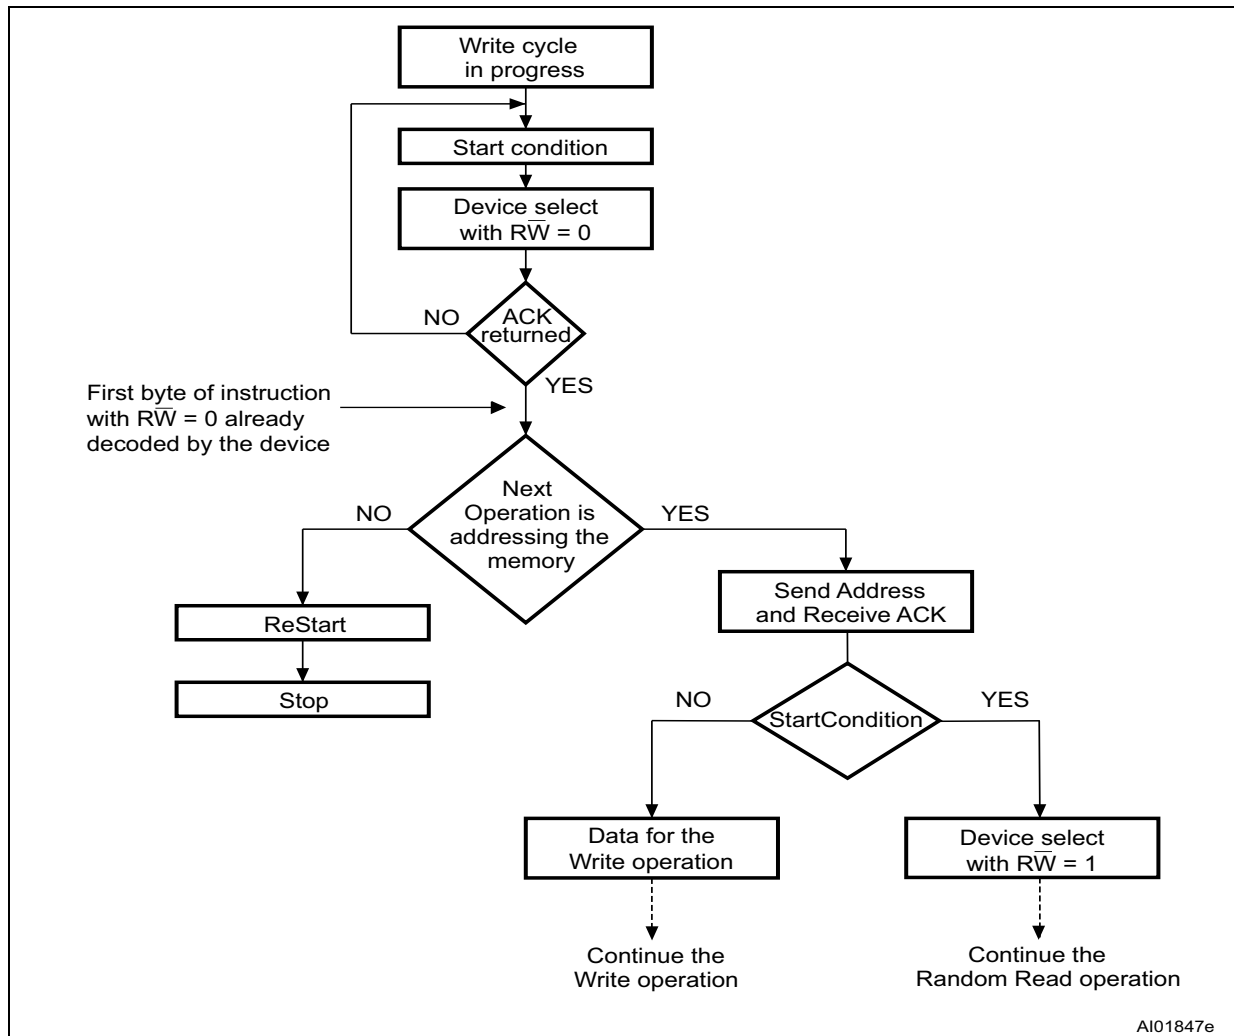 Write cycle
in progress
Start condition
Device select
with RW̅ = 0
ACK
returned
NO
YES
First byte of instruction
with RW̅ = 0 already
decoded by the device
Next
Operation is
addressing the
memory
NO
YES
Send Address
and Receive ACK
ReStart
Stop
StartCondition
NO
YES
Data for the
Write operation
Device select
with RW̅ = 1
Continue the
Write operation
Continue the
Random Read operation
AI01847e